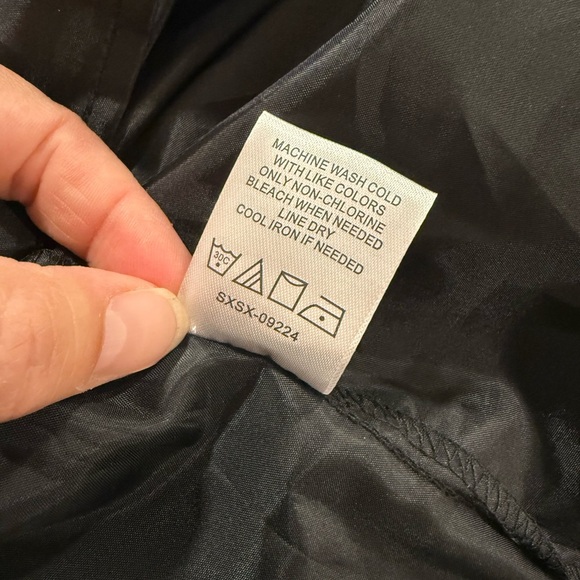 MACHINE WASH COLD
WITH LIKE COLORS
ONLY NON-CHLORINE
BLEACH WHEN NEEDED
LINE DRY
COOL IRON IF NEEDED
30C
SXSX-09224